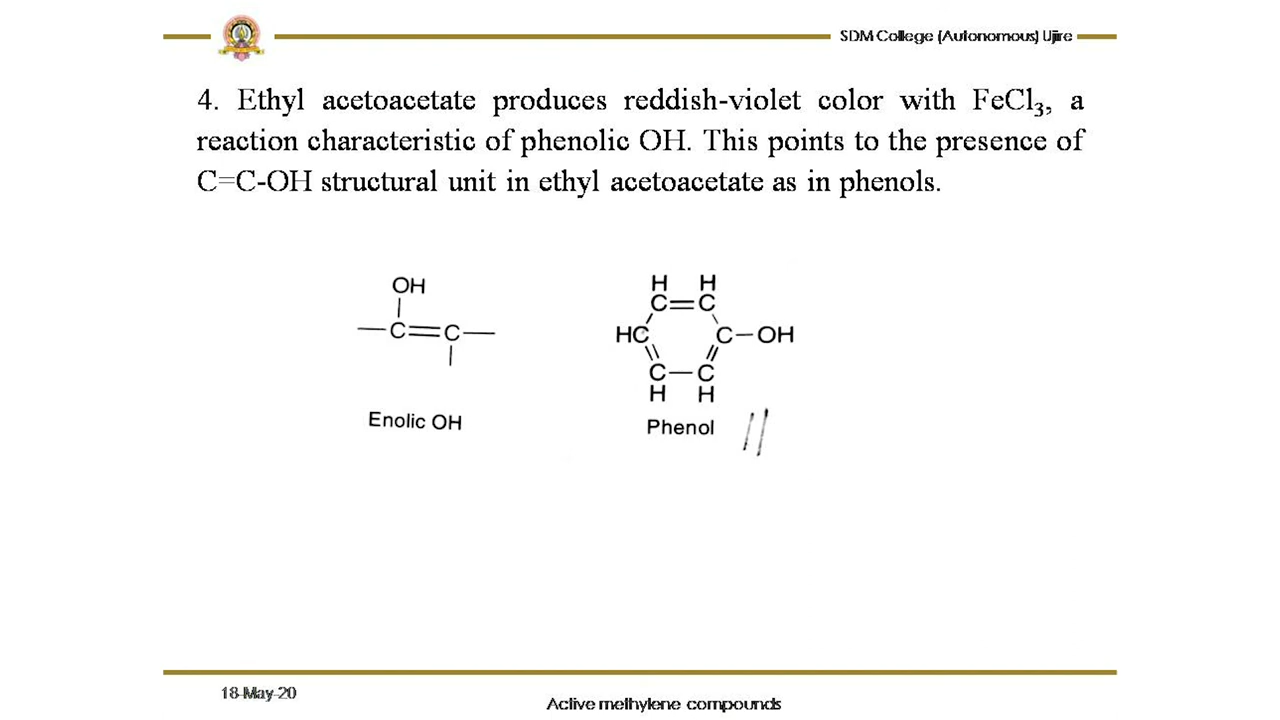 SDM College (Autonomous) Ujire
4. Ethyl acetoacetate produces reddish-violet color with FeCl₃, a
reaction characteristic of phenolic OH. This points to the presence of
C=C-OH structural unit in ethyl acetoacetate as in phenols.
OH
—C=C—
Enolic OH
H H
C=C
HC C—OH
C—C
H H
Phenol
18-May-20
Active methylene compounds